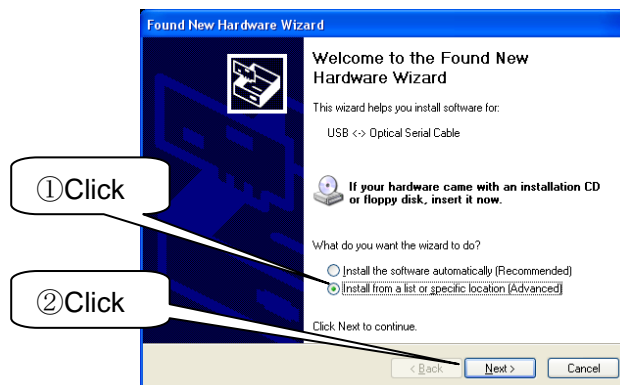 Found New Hardware Wizard
Welcome to the Found New
Hardware Wizard
This wizard helps you install software for:
USB <-> Optical Serial Cable
If your hardware came with an installation CD
or floppy disk, insert it now.
①Click
What do you want the wizard to do?
Install the software automatically (Recommended)
Install from a list or specific location (Advanced)
②Click
Click Next to continue.
< Back Next > Cancel